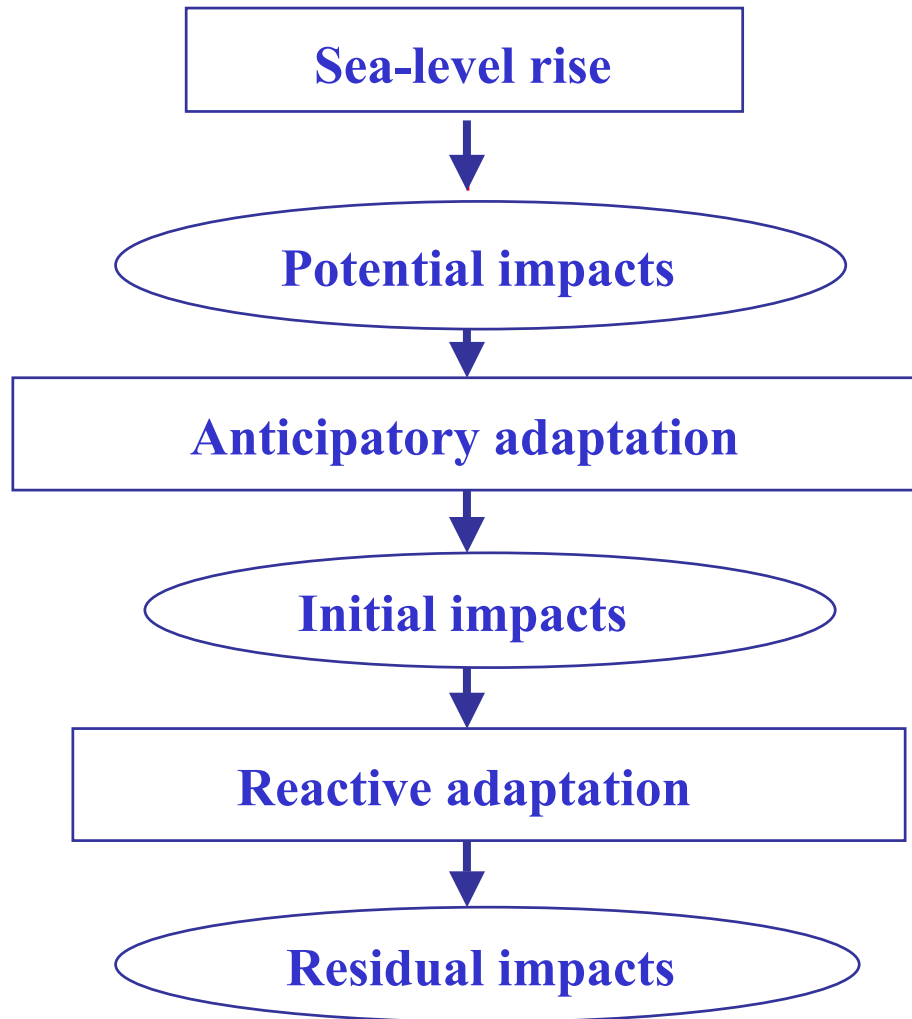 Sea-level rise
Potential impacts
Anticipatory adaptation
Initial impacts
Reactive adaptation
Residual impacts